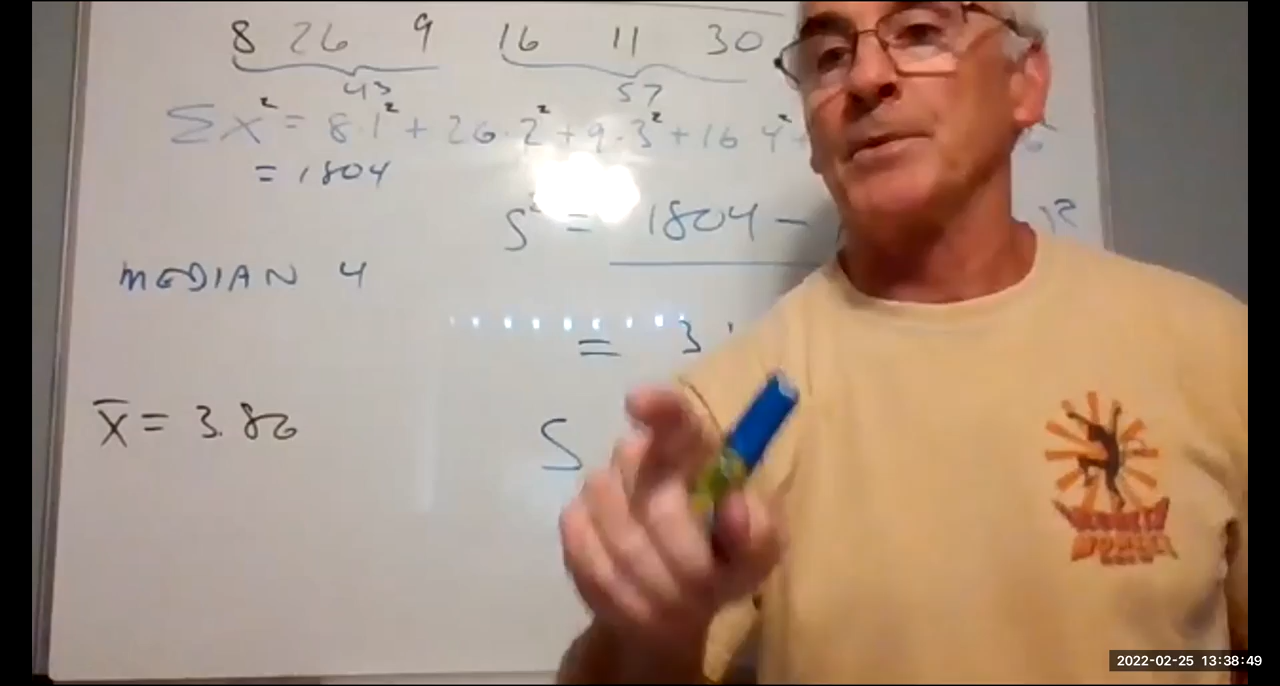 8 26 9 16 11 30
43 57
Σx² = 8·1² + 26·2² + 9·3² + 16 4² +
= 1804
s² = 1804 − )²
MEDIAN 4
= 3.
x̄ = 3.86
S
2022-02-25 13:38:49